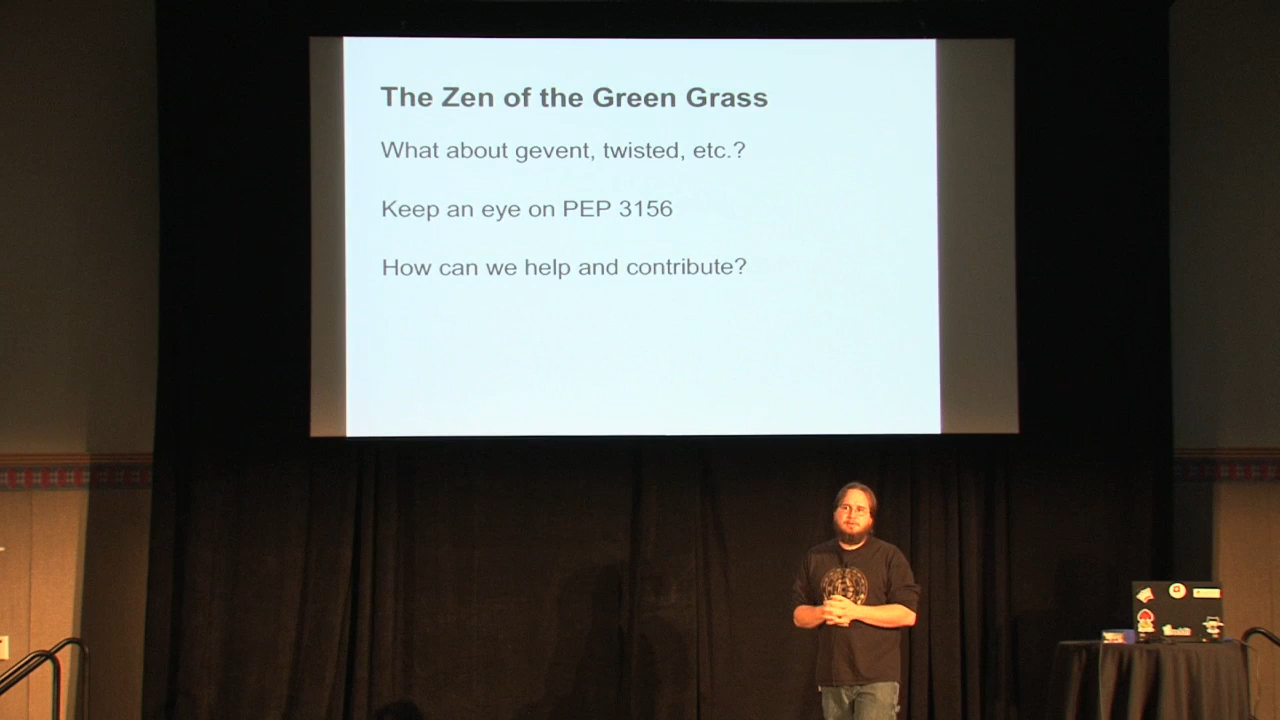 The Zen of the Green Grass
What about gevent, twisted, etc.?
Keep an eye on PEP 3156
How can we help and contribute?